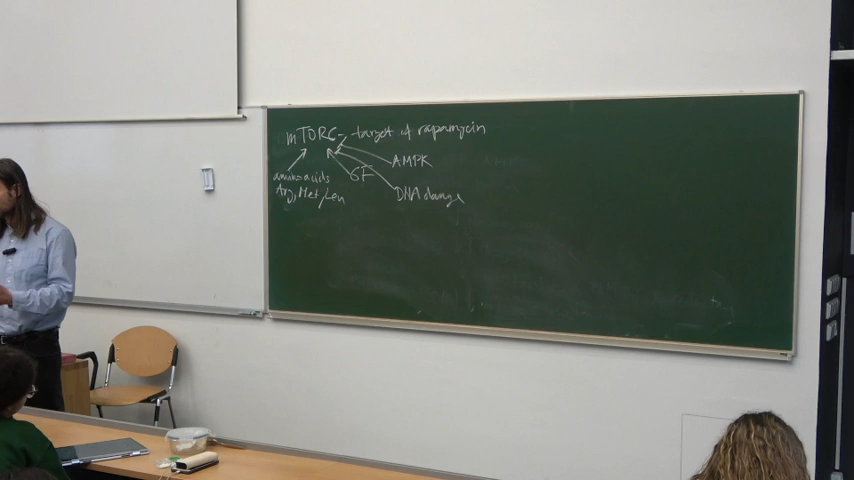 mTORC - target of rapamycin
AMPK
amino acids
GF
Arg, Met, Leu
DNA damage